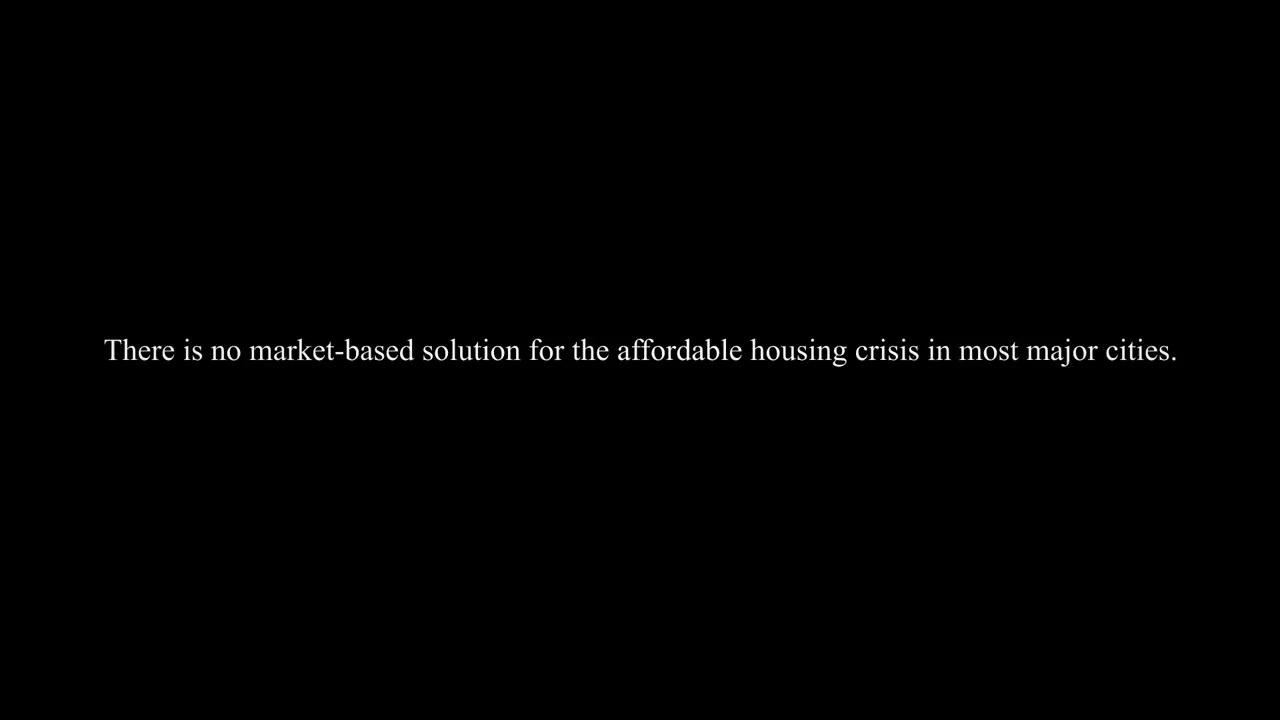 There is no market-based solution for the affordable housing crisis in most major cities.